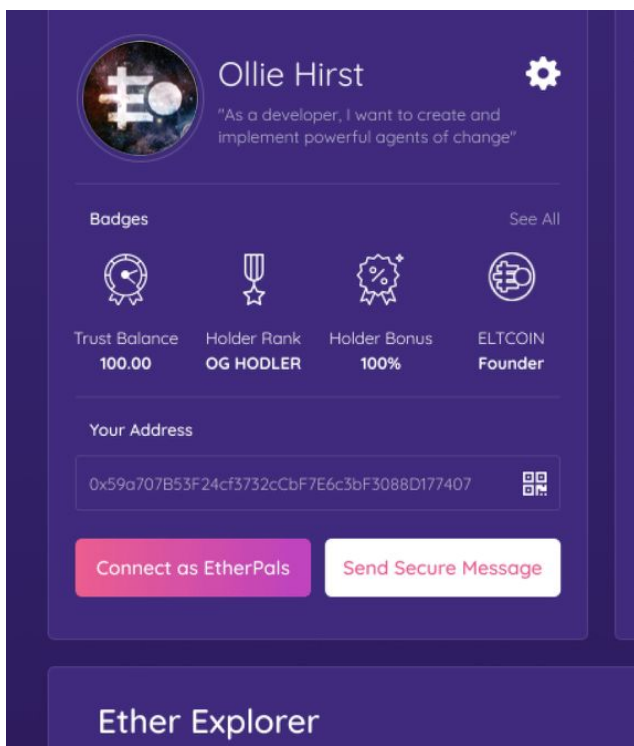 Ollie Hirst
"As a developer, I want to create and
implement powerful agents of change"
Badges
See All
Trust Balance
100.00
Holder Rank
OG HODLER
Holder Bonus
100%
ELTCOIN
Founder
Your Address
0x59a707B53F24cf3732cCbF7E6c3bF3088D177407
Connect as EtherPals
Send Secure Message
Ether Explorer